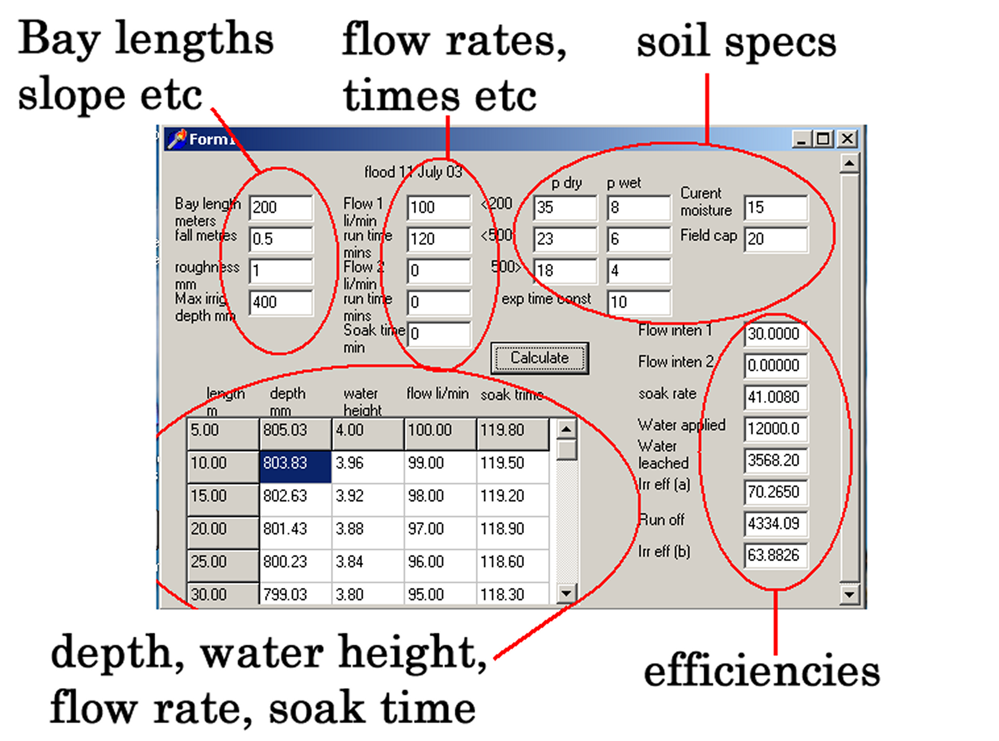 Bay lengths
slope etc
flow rates,
times etc
soil specs
Form1
flood 11 July 03
p dry
p wet
Bay length
meters
200
fall metres
0.5
roughness
mm
1
Max irrig
depth mm
400
Flow 1
li/min
100
run time
mins
120
Flow 2
li/min
0
run time
mins
0
Soak time
min
0
<200
35
8
<500
23
6
500>
18
4
exp time const
10
Curent
moisture
15
Field cap
20
Calculate
Flow inten 1
30.0000
Flow inten 2
0.00000
soak rate
41.0080
Water applied
12000.0
Water
leached
3568.20
Irr eff (a)
70.2650
Run off
4334.09
Irr eff (b)
63.8826
length
m
depth
mm
water
height
flow li/min
soak trime
5.00 805.03 4.00 100.00 119.80
10.00 803.83 3.96 99.00 119.50
15.00 802.63 3.92 98.00 119.20
20.00 801.43 3.88 97.00 118.90
25.00 800.23 3.84 96.00 118.60
30.00 799.03 3.80 95.00 118.30
depth, water height,
flow rate, soak time
efficiencies